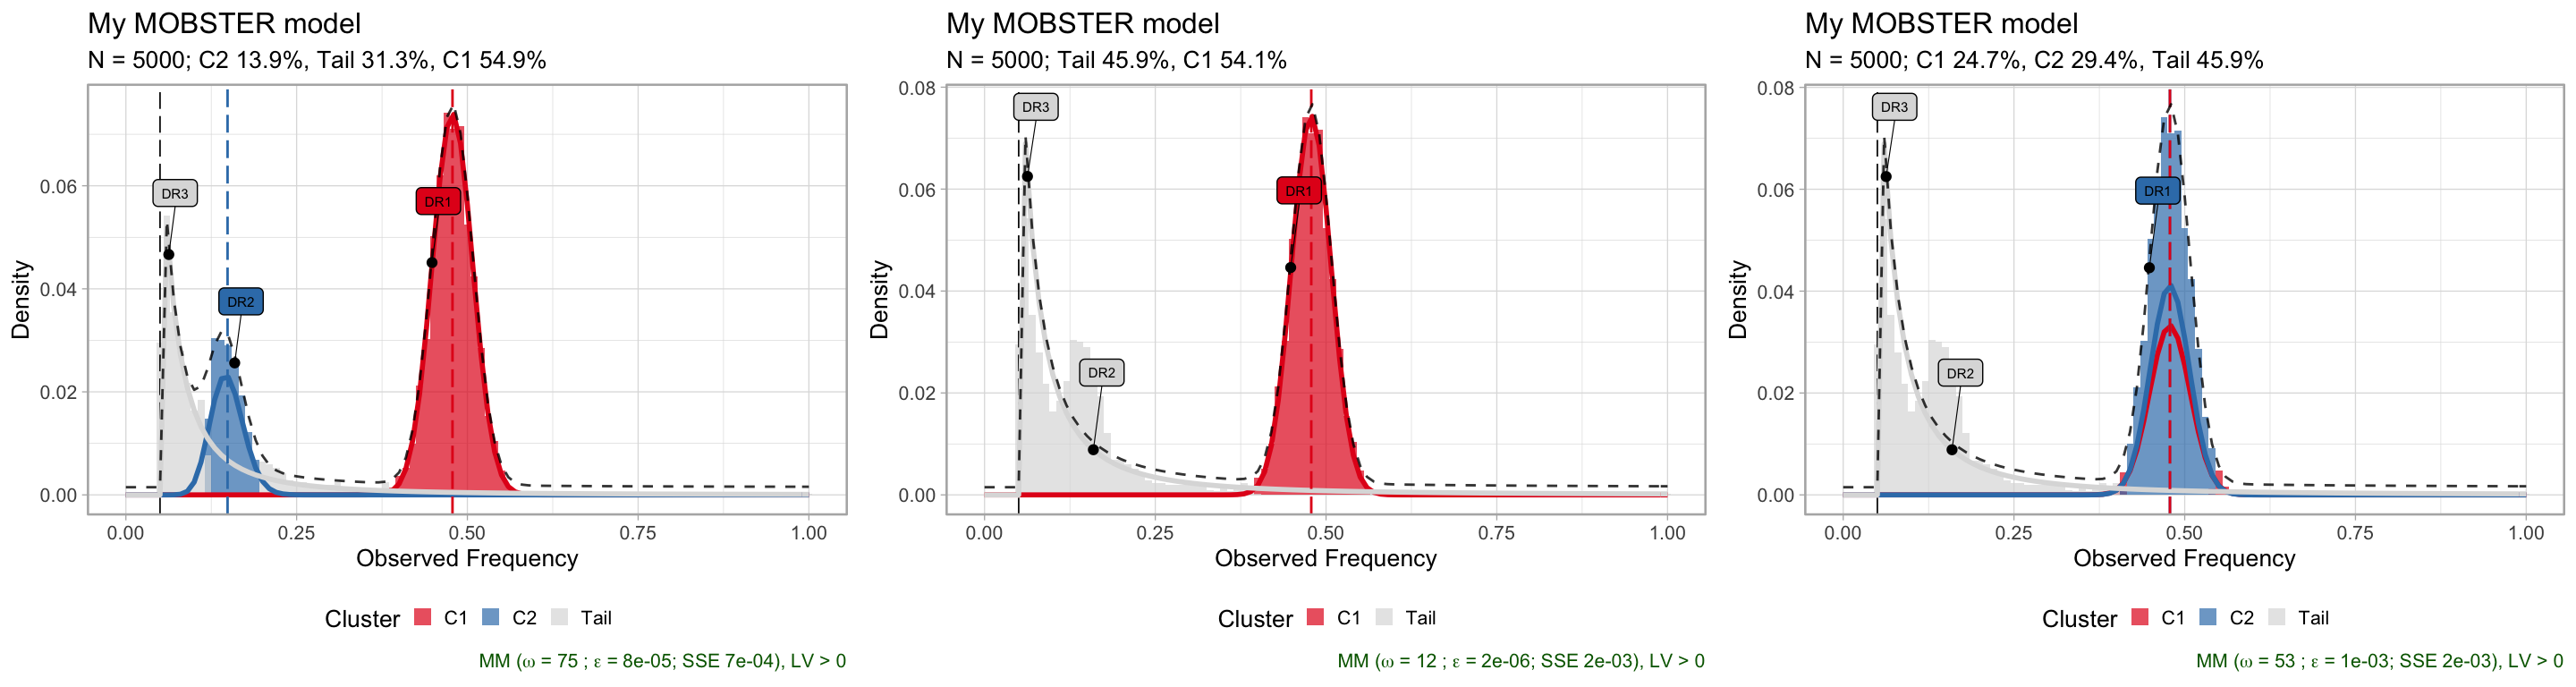 My MOBSTER model
N = 5000; C2 13.9%, Tail 31.3%, C1 54.9%
0.06
0.04
0.02
0.00
Density
DR3
DR2
DR1
0.00 0.25 0.50 0.75 1.00
Observed Frequency
Cluster C1 C2 Tail
MM (ω = 75 ; ε = 8e-05; SSE 7e-04), LV > 0
My MOBSTER model
N = 5000; Tail 45.9%, C1 54.1%
0.08
0.06
0.04
0.02
0.00
Density
DR3
DR1
DR2
0.00 0.25 0.50 0.75 1.00
Observed Frequency
Cluster C1 Tail
MM (ω = 12 ; ε = 2e-06; SSE 2e-03), LV > 0
My MOBSTER model
N = 5000; C1 24.7%, C2 29.4%, Tail 45.9%
0.08
0.06
0.04
0.02
0.00
Density
DR3
DR1
DR2
0.00 0.25 0.50 0.75 1.00
Observed Frequency
Cluster C1 C2 Tail
MM (ω = 53 ; ε = 1e-03; SSE 2e-03), LV > 0